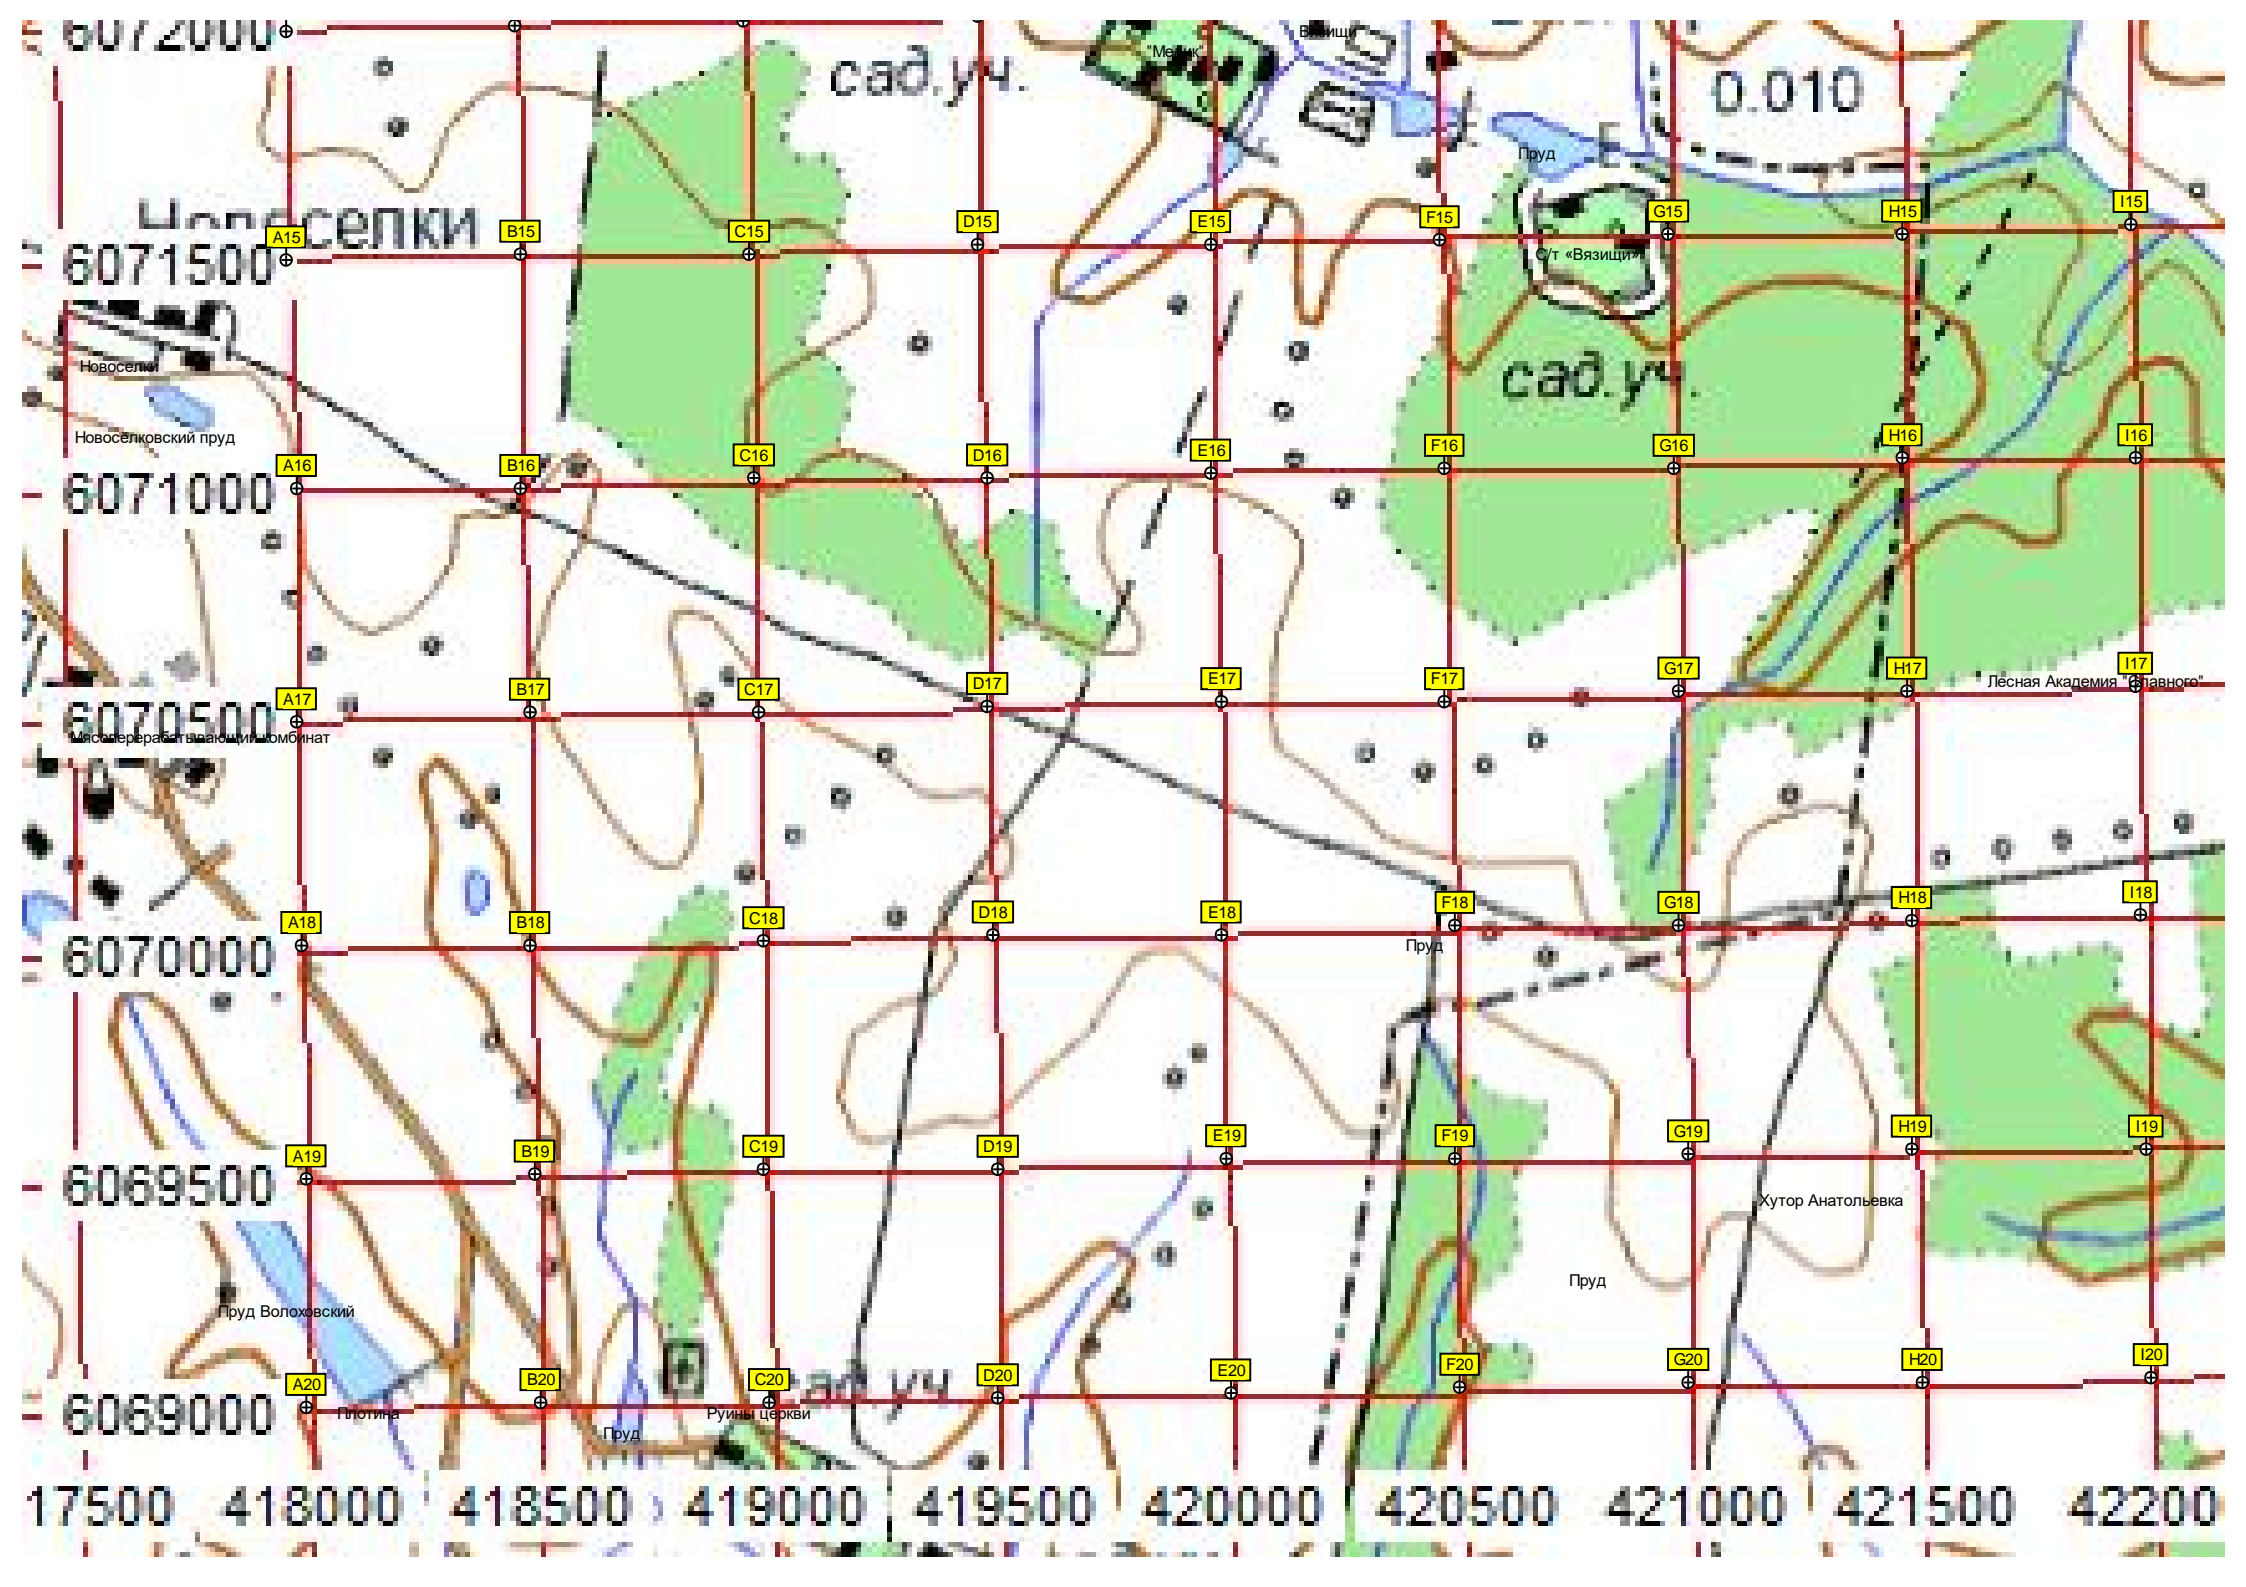 6072000
сад.уч.
"Медик"
Вязищи
0.010
Пруд
Новоселки
A15
B15
C15
D15
E15
F15
G15
H15
I15
6071500
С/т «Вязищи»
Новоселки
сад.уч.
Новосёлковский пруд
A16
B16
C16
D16
E16
F16
G16
H16
I16
6071000
A17
B17
C17
D17
E17
F17
G17
H17
I17
Лесная Академия "Главного"
6070500
Мясоперерабатывающий комбинат
A18
B18
C18
D18
E18
F18
G18
H18
I18
Пруд
6070000
A19
B19
C19
D19
E19
F19
G19
H19
I19
6069500
Хутор Анатольевка
Пруд
Пруд Волоховский
A20
B20
C20
сад.уч
D20
E20
F20
G20
H20
I20
6069000
Плотина
Руины церкви
Пруд
17500 418000 418500 419000 419500 420000 420500 421000 421500 42200